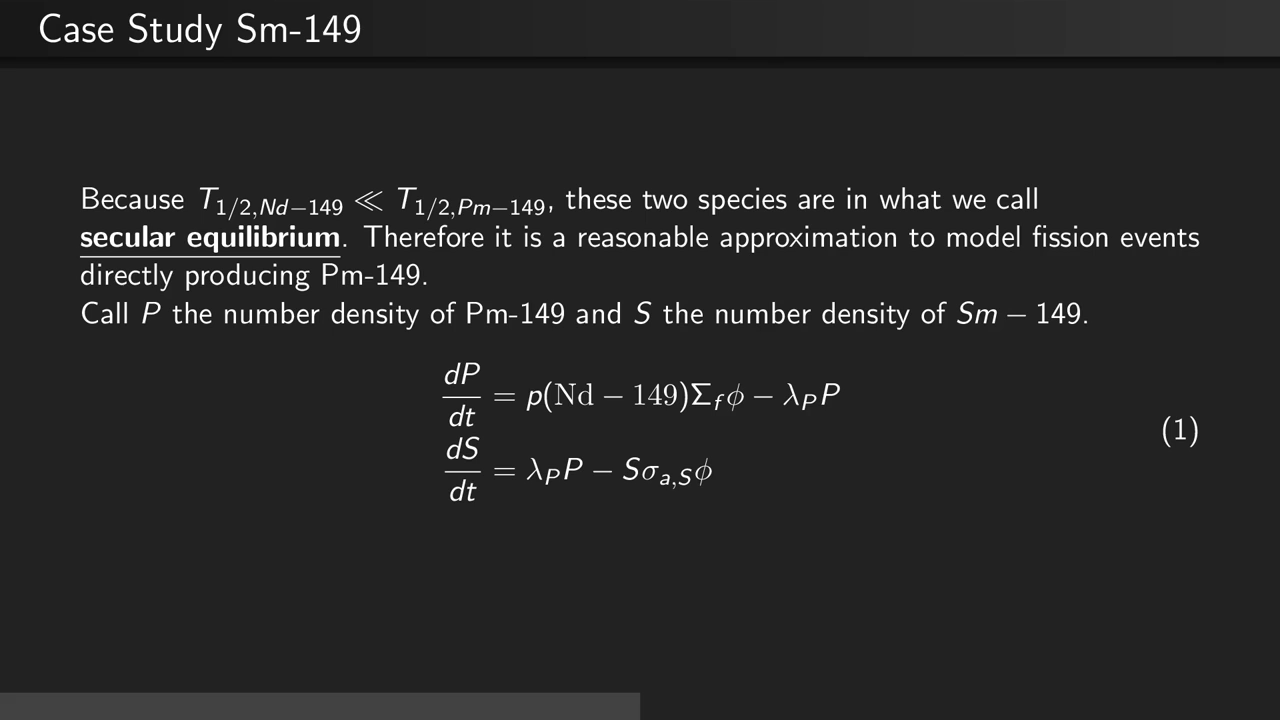 Case Study Sm-149
Because T_{1/2,Nd−149} ≪ T_{1/2,Pm−149}, these two species are in what we call
secular equilibrium. Therefore it is a reasonable approximation to model fission events
directly producing Pm-149.
Call P the number density of Pm-149 and S the number density of Sm − 149.
dP/dt = p(Nd − 149)Σ_f ϕ − λ_P P
dS/dt = λ_P P − Sσ_{a,S} ϕ
(1)